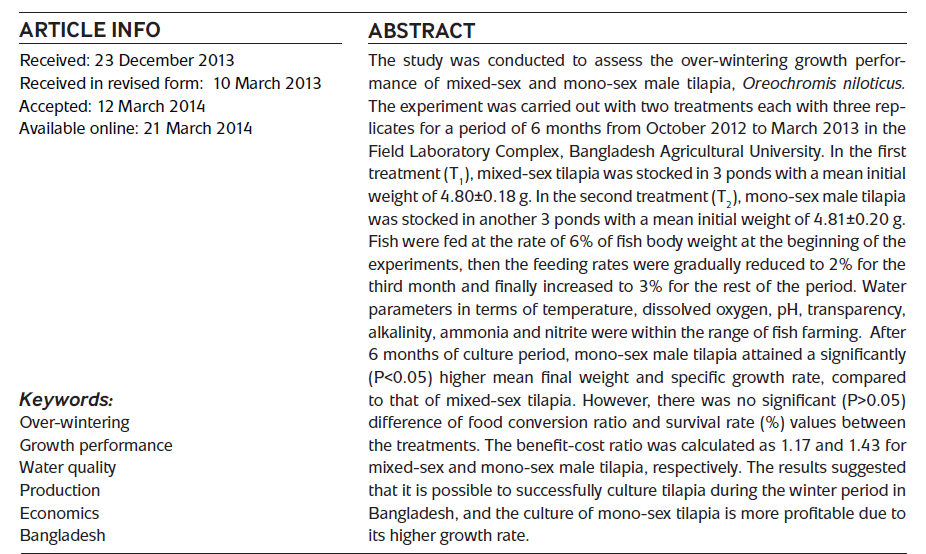 ARTICLE INFO
Received: 23 December 2013
Received in revised form:  10 March 2013
Accepted: 12 March 2014
Available online: 21 March 2014
Keywords:
Over-wintering
Growth performance
Water quality
Production
Economics
Bangladesh
ABSTRACT
The study was conducted to assess the over-wintering growth perfor-
mance of mixed-sex and mono-sex male tilapia, Oreochromis niloticus.
The experiment was carried out with two treatments each with three rep-
licates for a period of 6 months from October 2012 to March 2013 in the
Field Laboratory Complex, Bangladesh Agricultural University. In the first
treatment (T1), mixed-sex tilapia was stocked in 3 ponds with a mean initial
weight of 4.80±0.18 g. In the second treatment (T2), mono-sex male tilapia
was stocked in another 3 ponds with a mean initial weight of 4.81±0.20 g.
Fish were fed at the rate of 6% of fish body weight at the beginning of the
experiments, then the feeding rates were gradually reduced to 2% for the
third month and finally increased to 3% for the rest of the period. Water
parameters in terms of temperature, dissolved oxygen, pH, transparency,
alkalinity, ammonia and nitrite were within the range of fish farming.  After
6 months of culture period, mono-sex male tilapia attained a significantly
(P<0.05) higher mean final weight and specific growth rate, compared
to that of mixed-sex tilapia. However, there was no significant (P>0.05)
difference of food conversion ratio and survival rate (%) values between
the treatments. The benefit-cost ratio was calculated as 1.17 and 1.43 for
mixed-sex and mono-sex male tilapia, respectively. The results suggested
that it is possible to successfully culture tilapia during the winter period in
Bangladesh, and the culture of mono-sex tilapia is more profitable due to
its higher growth rate.